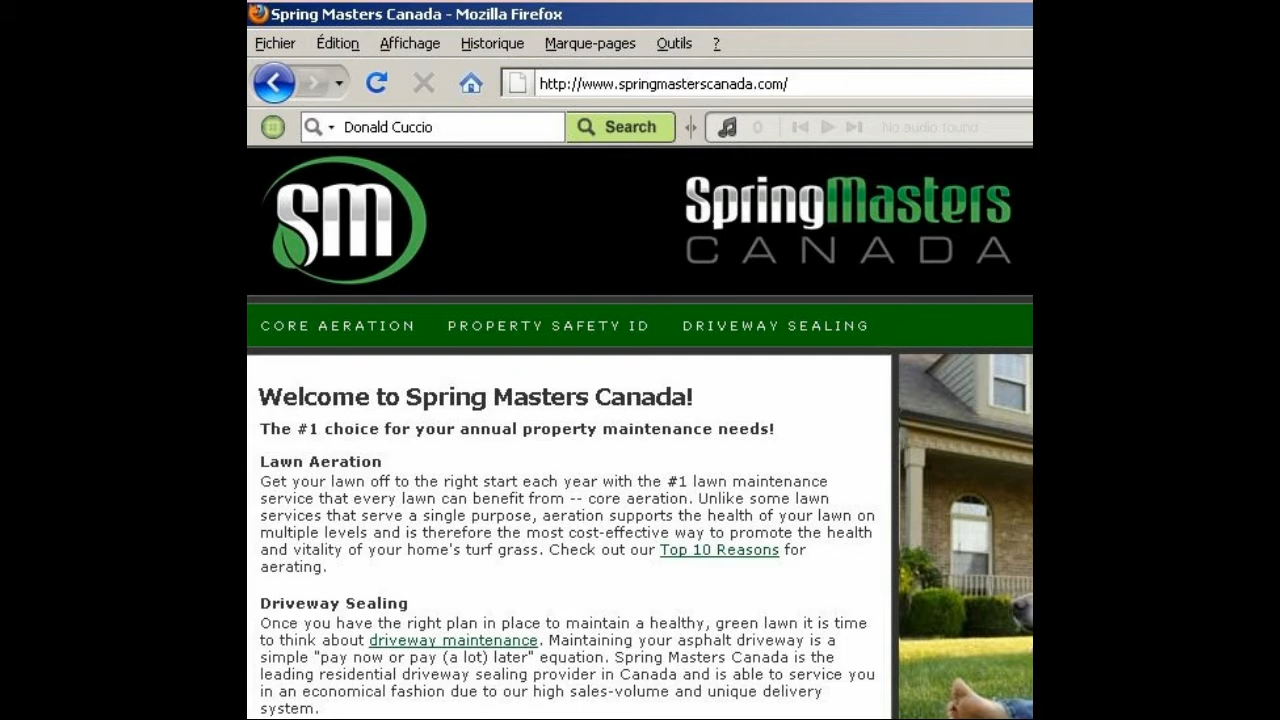 Spring Masters Canada - Mozilla Firefox
Fichier Édition Affichage Historique Marque-pages Outils ?
http://www.springmasterscanada.com/
Donald Cuccio Search 0 No audio found
SM
SpringMasters
CANADA
CORE AERATION PROPERTY SAFETY ID DRIVEWAY SEALING
Welcome to Spring Masters Canada!
The #1 choice for your annual property maintenance needs!
Lawn Aeration
Get your lawn off to the right start each year with the #1 lawn maintenance
service that every lawn can benefit from -- core aeration. Unlike some lawn
services that serve a single purpose, aeration supports the health of your lawn on
multiple levels and is therefore the most cost-effective way to promote the health
and vitality of your home's turf grass. Check out our Top 10 Reasons for
aerating.
Driveway Sealing
Once you have the right plan in place to maintain a healthy, green lawn it is time
to think about driveway maintenance. Maintaining your asphalt driveway is a
simple "pay now or pay (a lot) later" equation. Spring Masters Canada is the
leading residential driveway sealing provider in Canada and is able to service you
in an economical fashion due to our high sales-volume and unique delivery
system.